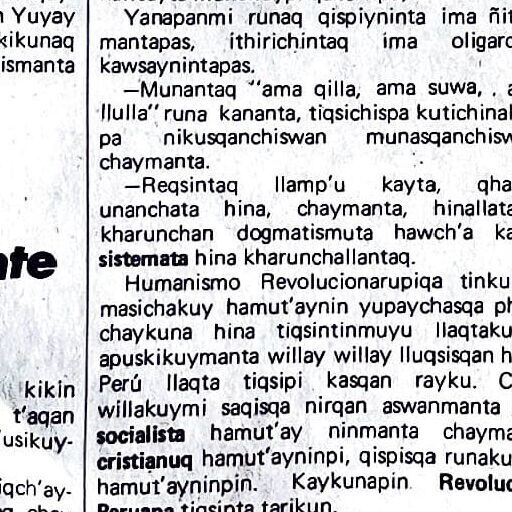 Yuyay
kikunaq
ismanta
nte
kikin
t'aqan
'usikuy-
iqch'ay-
Yanapanmi runaq qispiyninta ima ñit
mantapas, ithirichintaq ima oligarc
kawsaynintapas.
—Munantaq "ama qilla, ama suwa, a
llulla" runa kananta, tiqsichispa kutichinal
pa nikusqanchiswan munasqanchisw
chaymanta.
—Reqsintaq llamp'u kayta, qha
unanchata hina, chaymanta, hinallata
kharunchan dogmatismuta hawch'a ka
sistemata hina kharunchallantaq.
Humanismo Revolucionarupiqa tinku
masichakuy hamut'aynin yupaychasqa ph
chaykuna hina tiqsintinmuyu llaqtaku
apuskikuymanta willay willay lluqsisqan h
Perú llaqta tiqsipi kasqan rayku. C
willakuymi saqisqa nirqan aswanmanta
socialista hamut'ay ninmanta chayma
cristianuq hamut'ayninpi, qispisqa runaku
hamut'ayninpin. Kaykunapin Revoluc
Peruana tiqsinta tarikun.